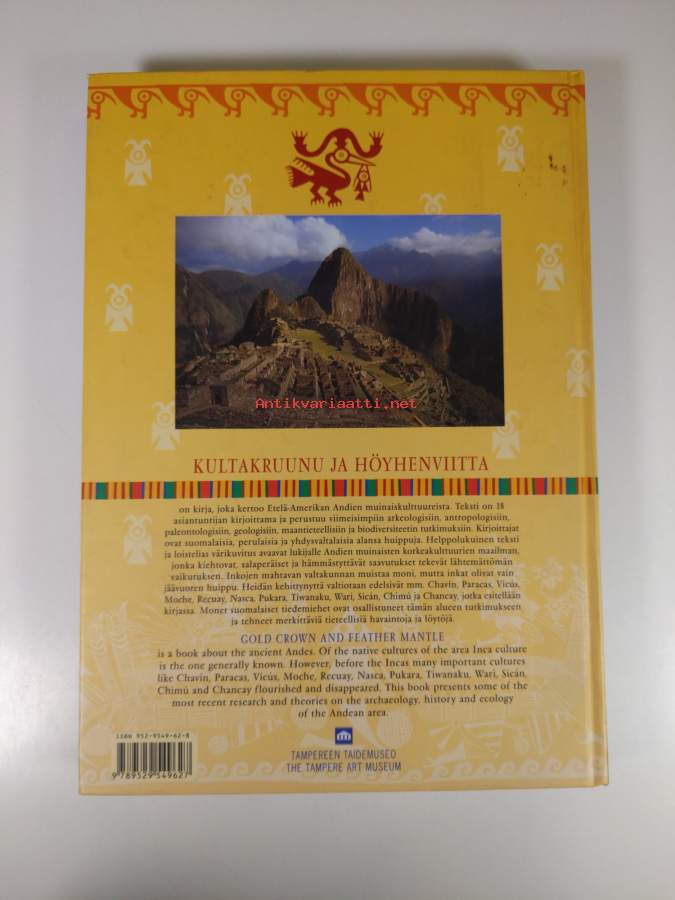 Antikvariaatti.net
KULTAKRUUNU JA HÖYHENVIITTA
on kirja, joka kertoo Etelä-Amerikan Andien muinaiskulttuureista. Teksti on 18
asiantuntijan kirjoittama ja perustuu viimeisimpiin arkeologisiin, antropologisiin,
paleontologisiin, geologisiin, maantieteellisiin ja biodiversiteetin tutkimuksiin. Kirjoittajat
ovat suomalaisia, perulaisia ja yhdysvaltalaisia alansa huippuja. Helppolukuinen teksti
ja loistelias värikuvitus avaavat lukijalle Andien muinaisten korkeakulttuurien maailman,
jonka kiehtovat, salaperäiset ja hämmästyttävät saavutukset tekevät lähtemättömän
vaikutuksen. Inkojen mahtavan valtakunnan muistaa moni, mutta inkat olivat vain
jäävuoren huippu. Heidän kehittynyttä valtiotaan edelsivät mm. Chavín, Paracas, Vicús,
Moche, Recuay, Nasca, Pukara, Tiwanaku, Wari, Sicán, Chimú ja Chancay, jotka esitellään
kirjassa. Monet suomalaiset tiedemiehet ovat osallistuneet tämän alueen tutkimukseen
ja tehneet merkittäviä tieteellisiä havaintoja ja löytöjä.
GOLD CROWN AND FEATHER MANTLE
is a book about the ancient Andes. Of the native cultures of the area Inca culture
is the one generally known. However, before the Incas many important cultures
like Chavín, Paracas, Vicús, Moche, Recuay, Nasca, Pukara, Tiwanaku, Wari, Sicán,
Chimú and Chancay flourished and disappeared. This book presents some of the
most recent research and theories on the archaeology, history and ecology
of the Andean area.
ISBN 952-9549-62-8
9 789529 549627
TAMPEREEN TAIDEMUSEO
THE TAMPERE ART MUSEUM